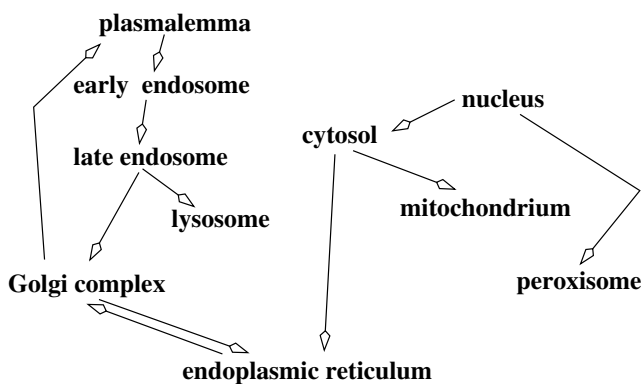 plasmalemma
early endosome
nucleus
cytosol
late endosome
mitochondrium
lysosome
Golgi complex
peroxisome
endoplasmic reticulum